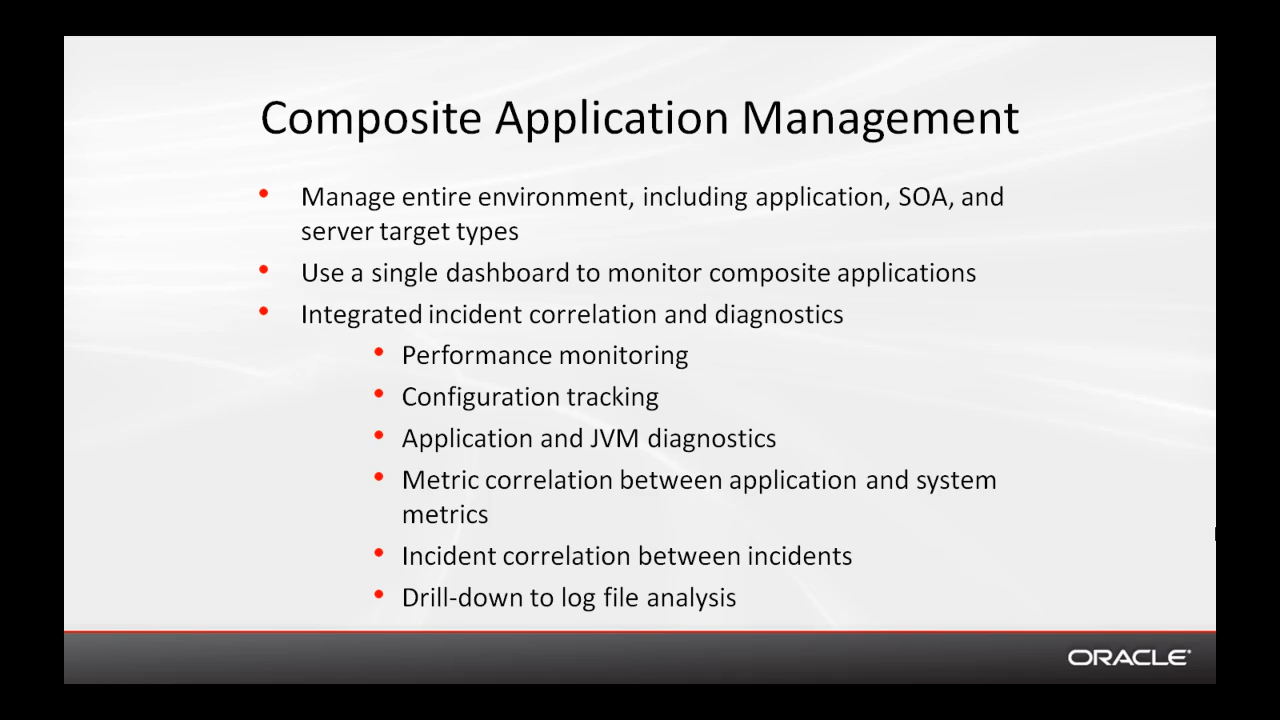 Composite Application Management
• Manage entire environment, including application, SOA, and
server target types
• Use a single dashboard to monitor composite applications
• Integrated incident correlation and diagnostics
• Performance monitoring
• Configuration tracking
• Application and JVM diagnostics
• Metric correlation between application and system
metrics
• Incident correlation between incidents
• Drill-down to log file analysis
ORACLE®